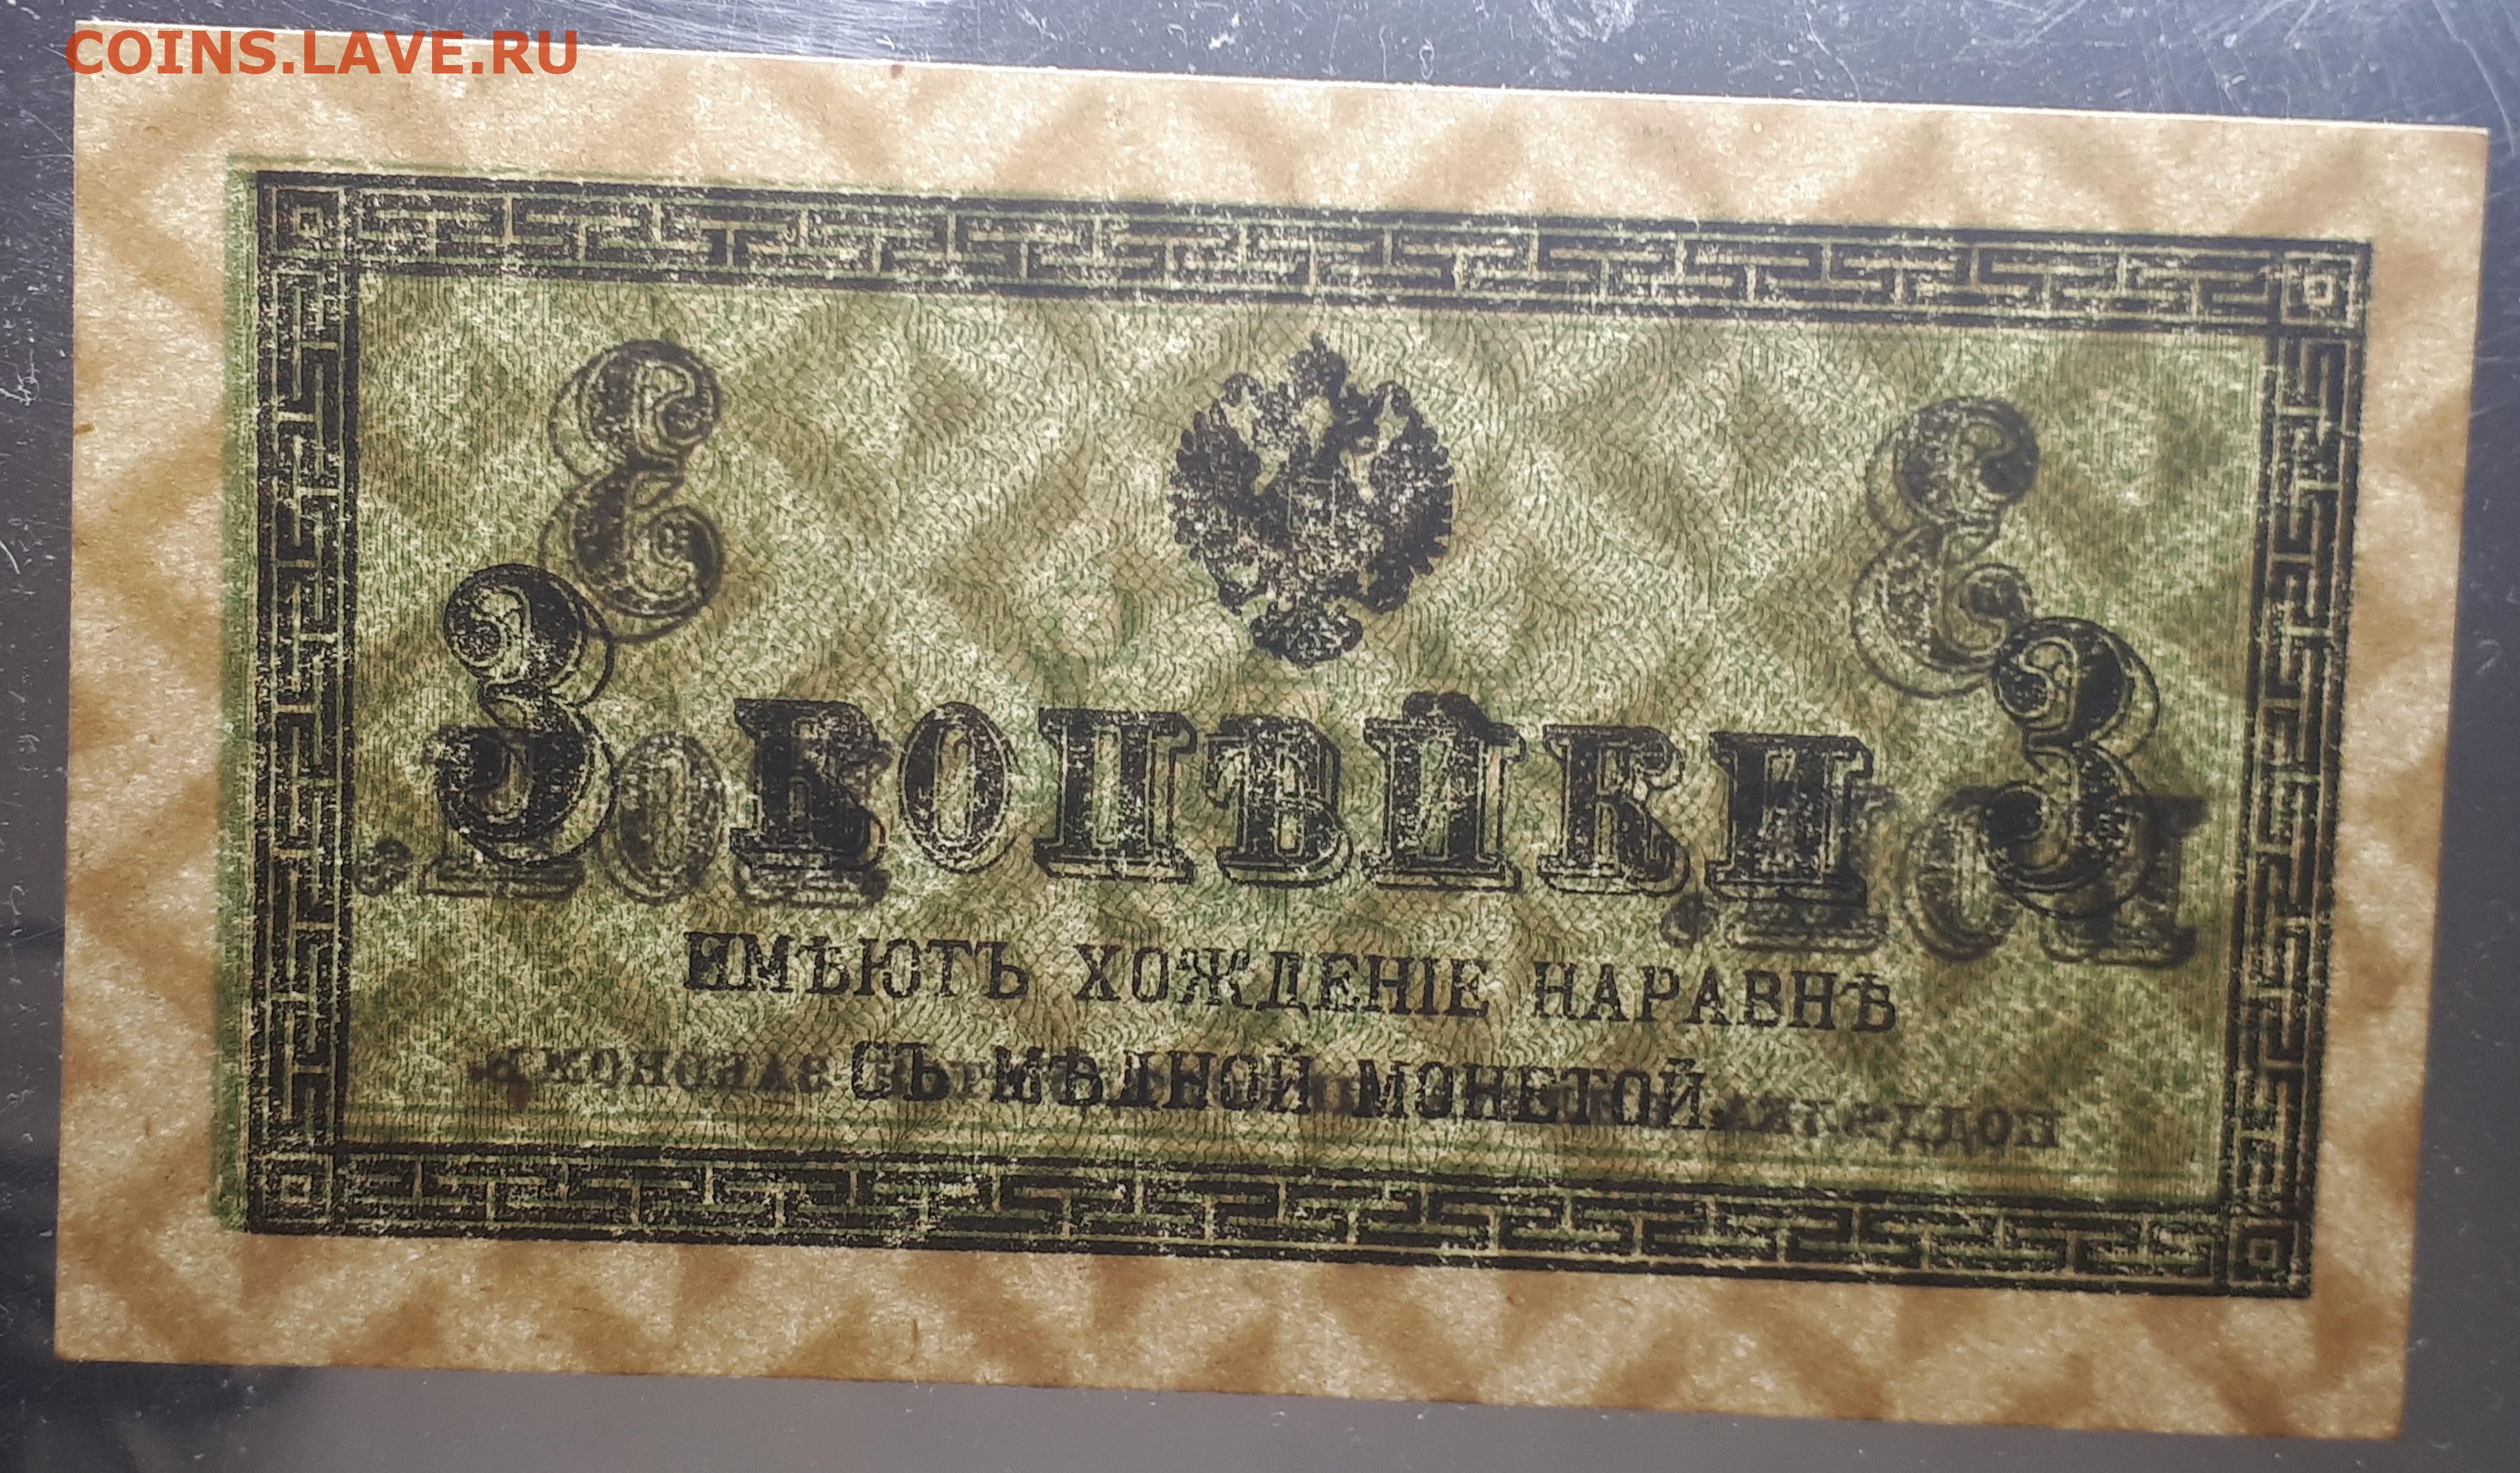 COINS.LAVE.RU
3 КОПѢЙКИ 3
ИМѢЮТЪ ХОЖДЕНІЕ НАРАВНѢ
СЪ МѢДНОЙ МОНЕТОЙ.